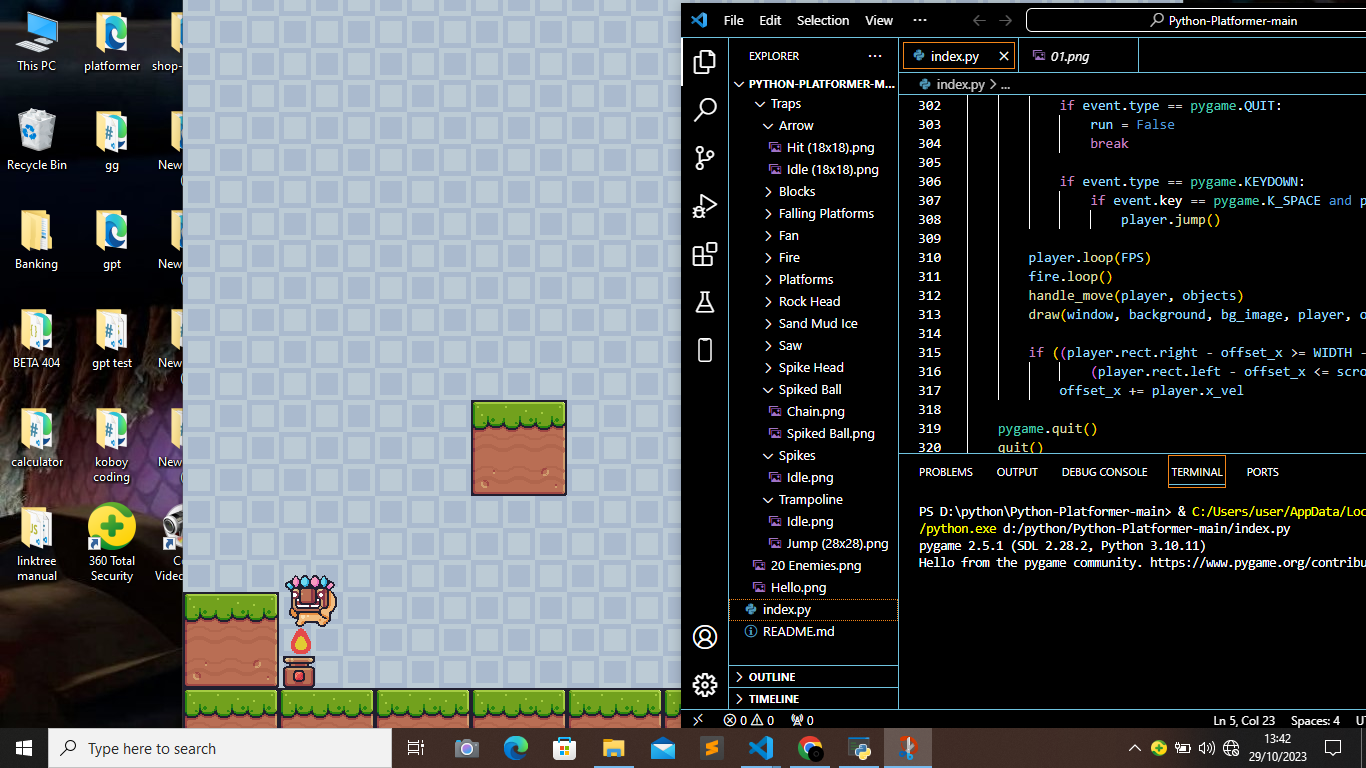 This PC
platformer
shop-
Recycle Bin
gg
New
Banking
gpt
New
BETA 404
gpt test
New
calculator
koboy
coding
New
linktree
manual
360 Total
Security
Video
File Edit Selection View ···
Python-Platformer-main
EXPLORER ···
PYTHON-PLATFORMER-M...
Traps
Arrow
Hit (18x18).png
Idle (18x18).png
Blocks
Falling Platforms
Fan
Fire
Platforms
Rock Head
Sand Mud Ice
Saw
Spike Head
Spiked Ball
Chain.png
Spiked Ball.png
Spikes
Idle.png
Trampoline
Idle.png
Jump (28x28).png
20 Enemies.png
Hello.png
index.py
README.md
OUTLINE
TIMELINE
index.py
01.png
index.py > ...
302 if event.type == pygame.QUIT:
303 run = False
304 break
305
306 if event.type == pygame.KEYDOWN:
307 if event.key == pygame.K_SPACE and p
308 player.jump()
309
310 player.loop(FPS)
311 fire.loop()
312 handle_move(player, objects)
313 draw(window, background, bg_image, player, o
314
315 if ((player.rect.right - offset_x >= WIDTH -
316 (player.rect.left - offset_x <= scro
317 offset_x += player.x_vel
318
319 pygame.quit()
320 quit()
PROBLEMS OUTPUT DEBUG CONSOLE TERMINAL PORTS
PS D:\python\Python-Platformer-main> & C:/Users/user/AppData/Loc
/python.exe d:/python/Python-Platformer-main/index.py
pygame 2.5.1 (SDL 2.28.2, Python 3.10.11)
Hello from the pygame community. https://www.pygame.org/contribu
0 0 0
Ln 5, Col 23 Spaces: 4
Type here to search
13:42
29/10/2023